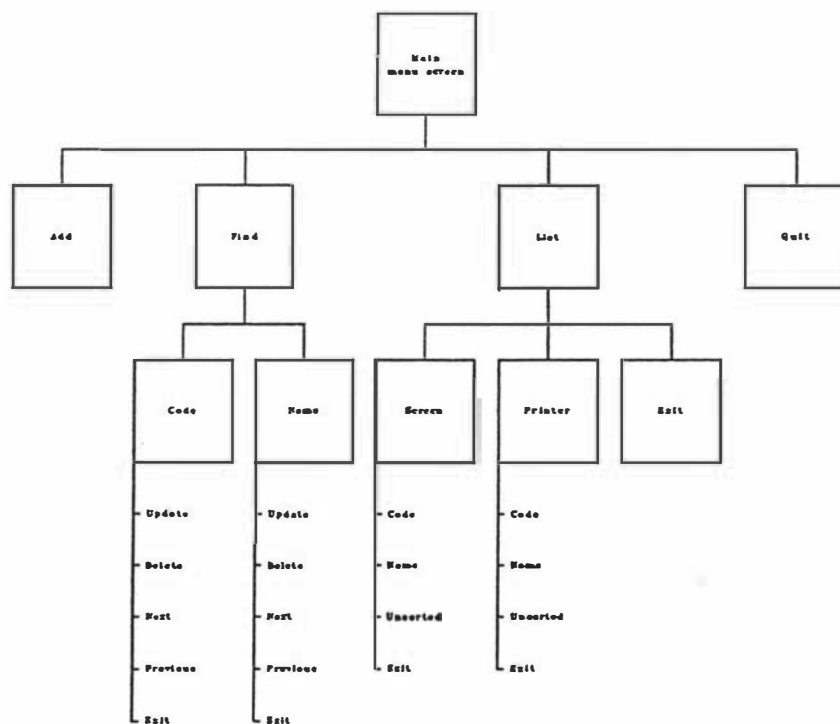 Main
menu screen
Add
Find
List
Quit
Code
Name
Screen
Printer
Exit
Update
Update
Code
Code
Delete
Delete
Name
Name
Next
Next
Unsorted
Unsorted
Previous
Previous
Exit
Exit
Exit
Exit